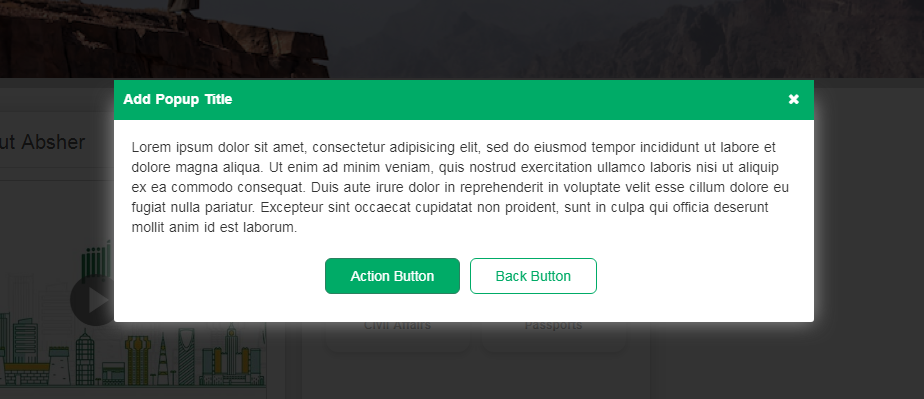 Add Popup Title
ut Absher
Lorem ipsum dolor sit amet, consectetur adipisicing elit, sed do eiusmod tempor incididunt ut labore et
dolore magna aliqua. Ut enim ad minim veniam, quis nostrud exercitation ullamco laboris nisi ut aliquip
ex ea commodo consequat. Duis aute irure dolor in reprehenderit in voluptate velit esse cillum dolore eu
fugiat nulla pariatur. Excepteur sint occaecat cupidatat non proident, sunt in culpa qui officia deserunt
mollit anim id est laborum.
Action Button Back Button
Civil Affairs Passports